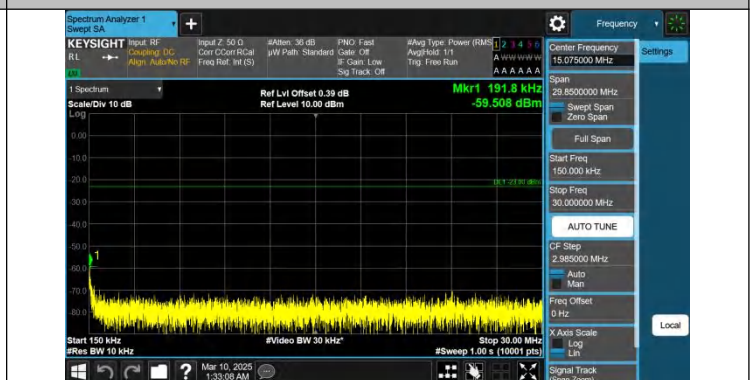 Spectrum Analyzer 1
Swept SA
Frequency
KEYSIGHT
RL
Input: RF
Coupling: DC
Align: Auto/No RF
Input Z: 50 Ω
Corr CCorr RCal
Freq Ref: Int (S)
#Atten: 36 dB
µW Path: Standard
PNO: Fast
Gate: Off
IF Gain: Low
Sig Track: Off
#Avg Type: Power (RMS)
Avg|Hold: 1/1
Trig: Free Run
1 2 3 4 5 6
A W W W W W
A A A A A A
Center Frequency
15.075000 MHz
Settings
1 Spectrum
Scale/Div 10 dB
Log
Ref Lvl Offset 0.39 dB
Ref Level 10.00 dBm
Mkr1 191.8 kHz
-59.508 dBm
Span
29.8500000 MHz
Swept Span
Zero Span
Full Span
Start Freq
150.000 kHz
Stop Freq
30.000000 MHz
AUTO TUNE
CF Step
2.985000 MHz
Auto
Man
Freq Offset
0 Hz
X Axis Scale
Log
Lin
Signal Track
(Span Zoom)
Local
0.00
-10.0
-20.0
-30.0
-40.0
-50.0
-60.0
-70.0
-80.0
1
Start 150 kHz
#Res BW 10 kHz
#Video BW 30 kHz*
Stop 30.00 MHz
#Sweep 1.00 s (10001 pts)
?
Mar 10, 2025
1:33:08 AM